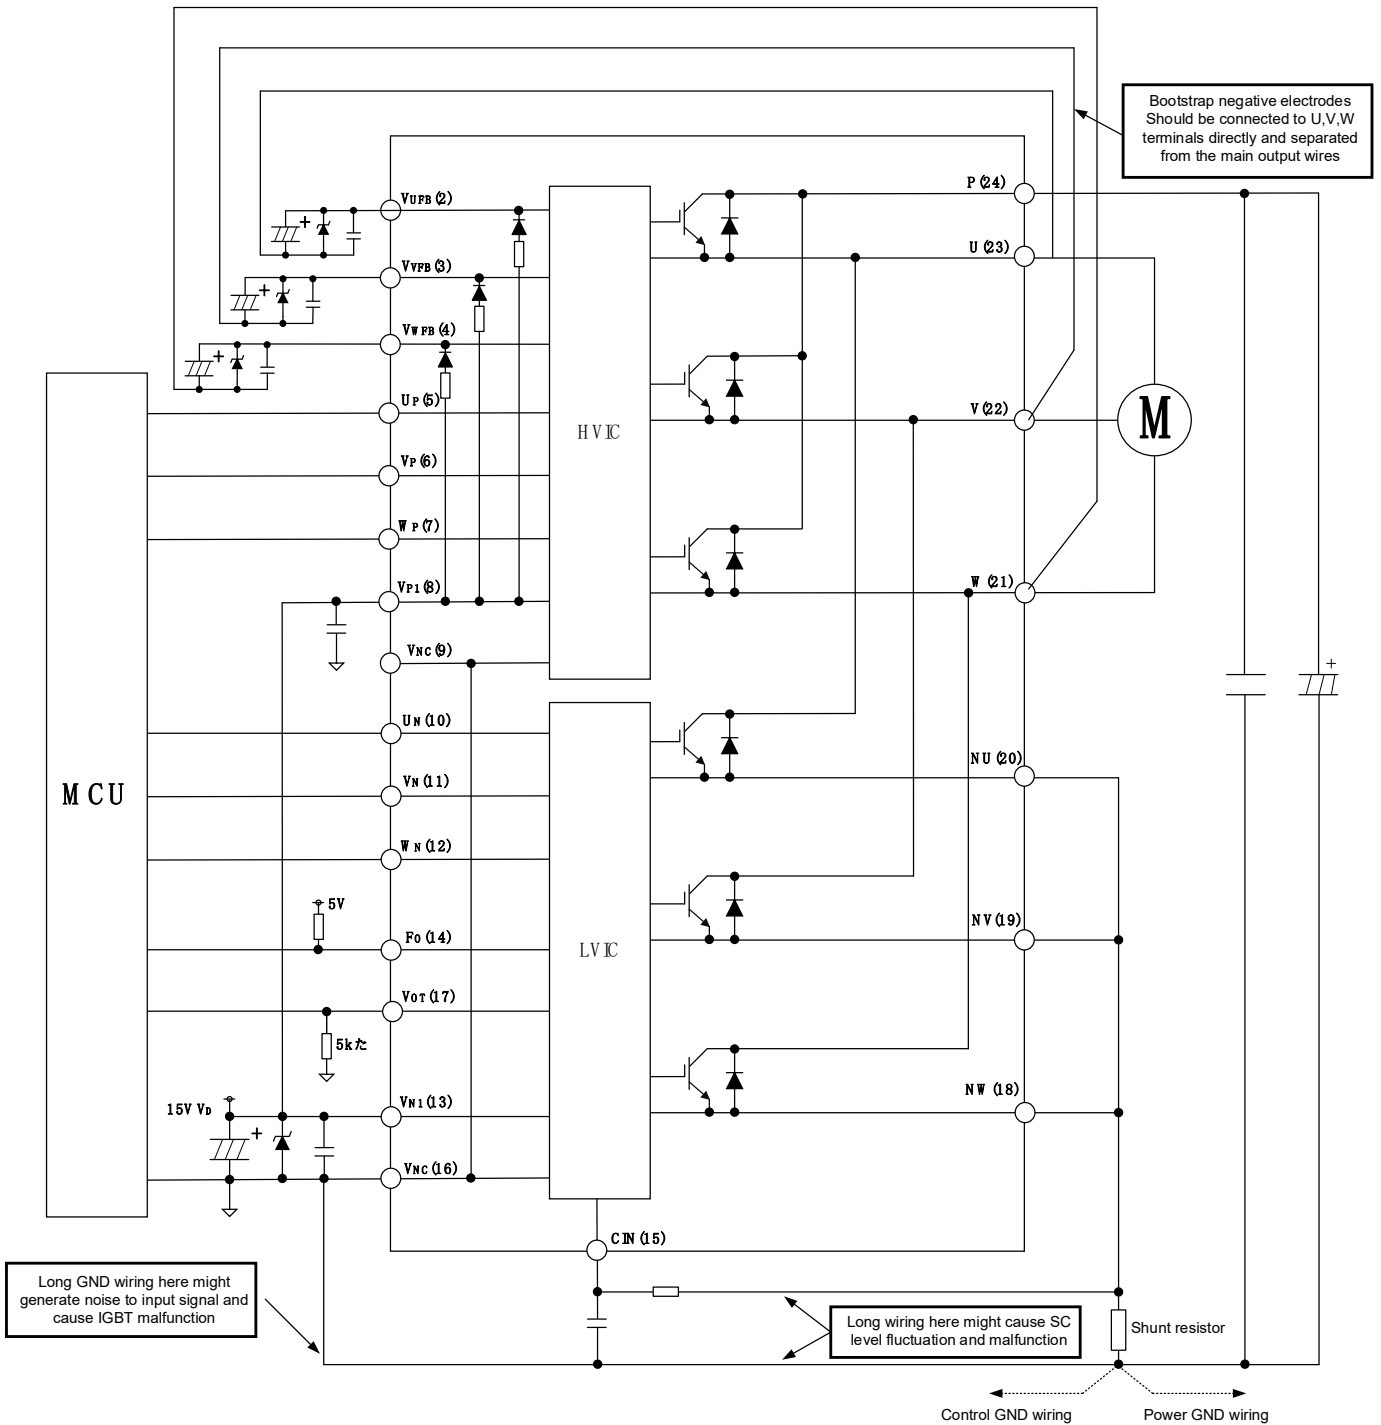 Bootstrap negative electrodes
Should be connected to U,V,W
terminals directly and separated
from the main output wires
P(24)
VUFB(2)
+
U(23)
VVFB(3)
+
VWFB(4)
+
UP(5)
V(22)
M
HVIC
VP(6)
WP(7)
VP1(8)
W(21)
VNC(9)
+
UN(10)
NU(20)
VN(11)
MCU
WN(12)
5V
NV(19)
FO(14)
LVIC
VOT(17)
5kた
NW(18)
15V VD
VN1(13)
+
VNC(16)
CIN(15)
Long GND wiring here might
generate noise to input signal and
cause IGBT malfunction
Long wiring here might cause SC
level fluctuation and malfunction
Shunt resistor
Control GND wiring
Power GND wiring